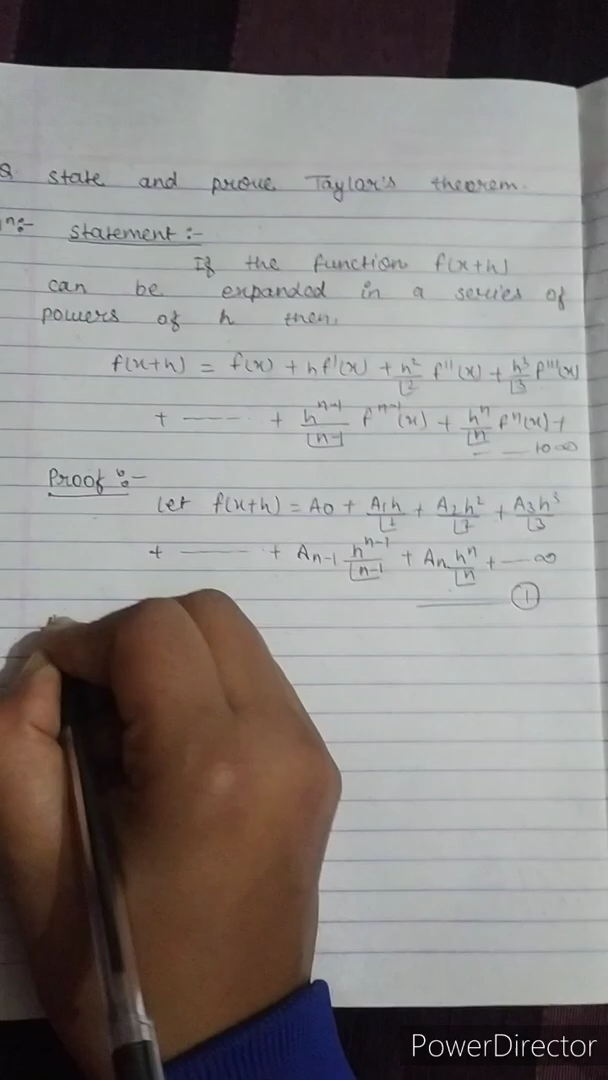 Q state and prove Taylor's theorem.
Statement :-
If the function f(x+h)
can be expanded in a series of
powers of h then,
f(x+h) = f(x) + hf'(x) + h²/⌊2 f''(x) + h³/⌊3 f'''(x)
+ —— + hⁿ⁻¹/⌊n-1 fⁿ⁻¹(x) + hⁿ/⌊n fⁿ(x) +
— — to ∞
Proof :-
Let f(x+h) = A0 + A1h/⌊1 + A2h²/⌊2 + A3h³/⌊3
+ —— + An-1 hⁿ⁻¹/⌊n-1 + An hⁿ/⌊n + — ∞
—— ①
PowerDirector